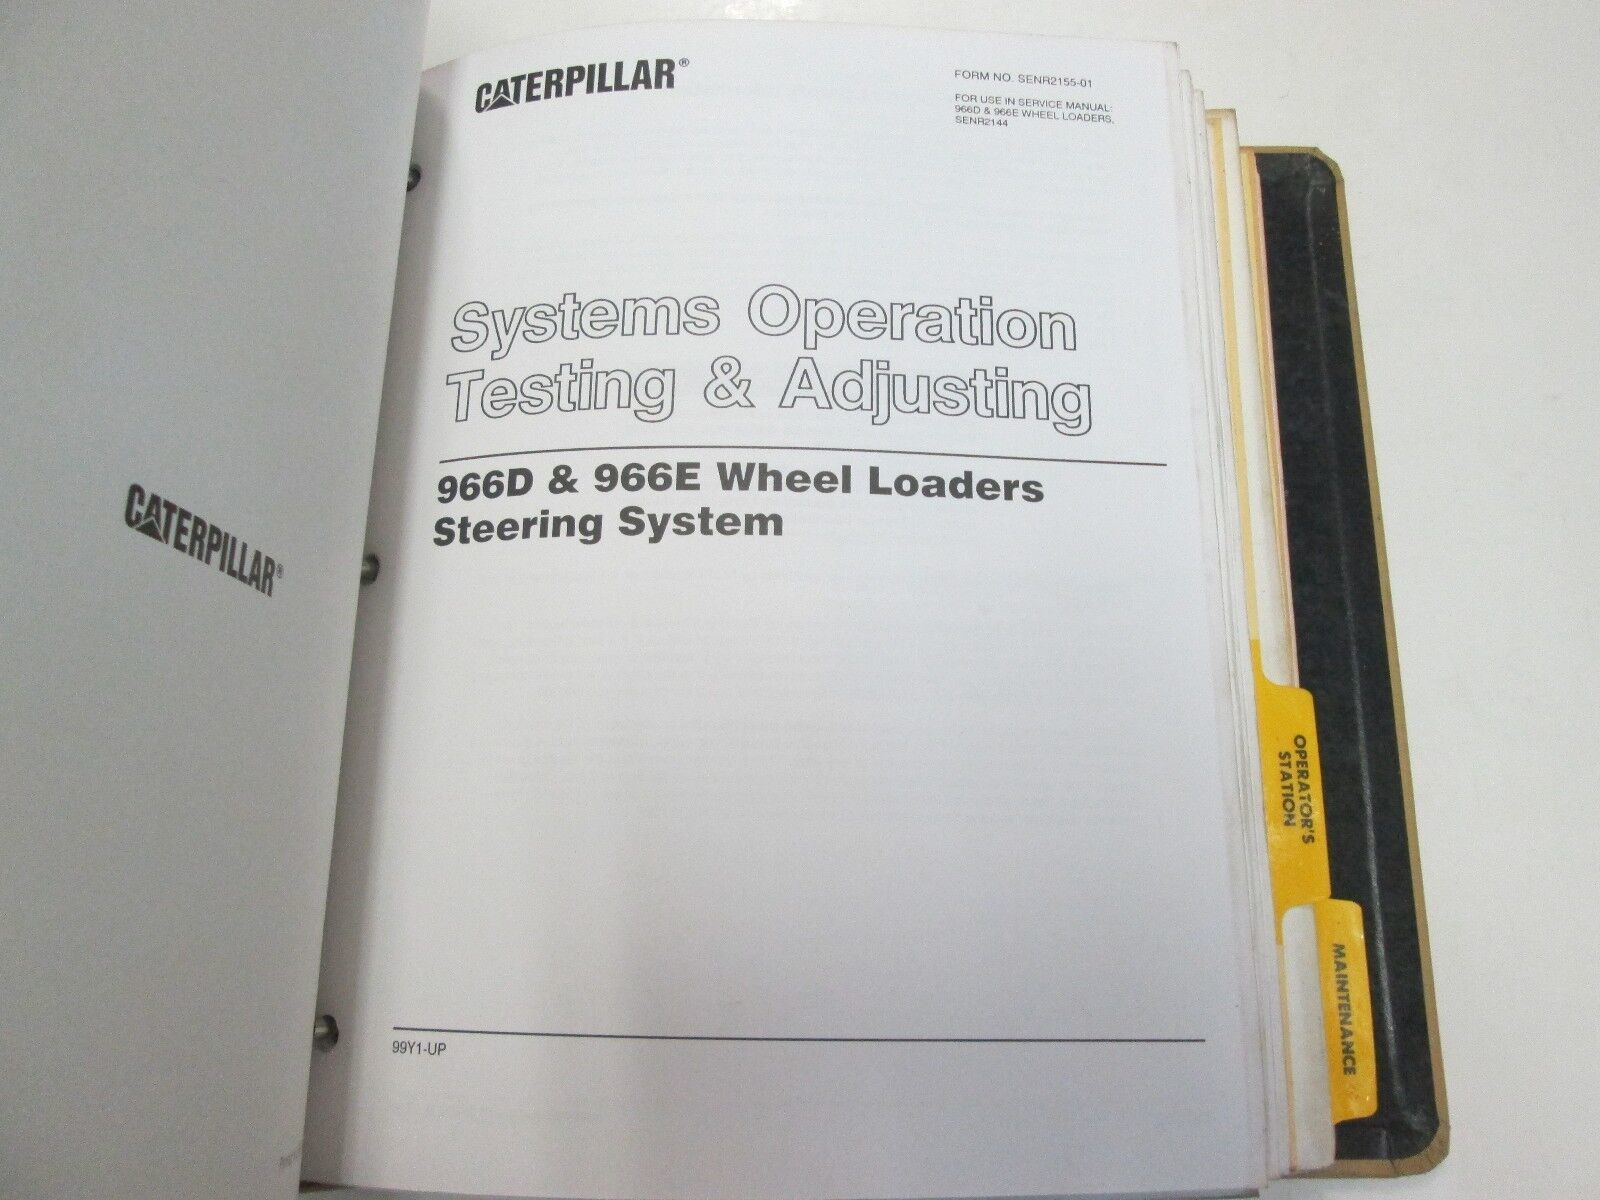 CATERPILLAR®
CATERPILLAR®
FORM NO. SENR2155-01
FOR USE IN SERVICE MANUAL:
966D & 966E WHEEL LOADERS,
SENR2144
Systems Operation
Testing & Adjusting
966D & 966E Wheel Loaders
Steering System
99Y1-UP
OPERATOR'S
STATION
MAINTENANCE